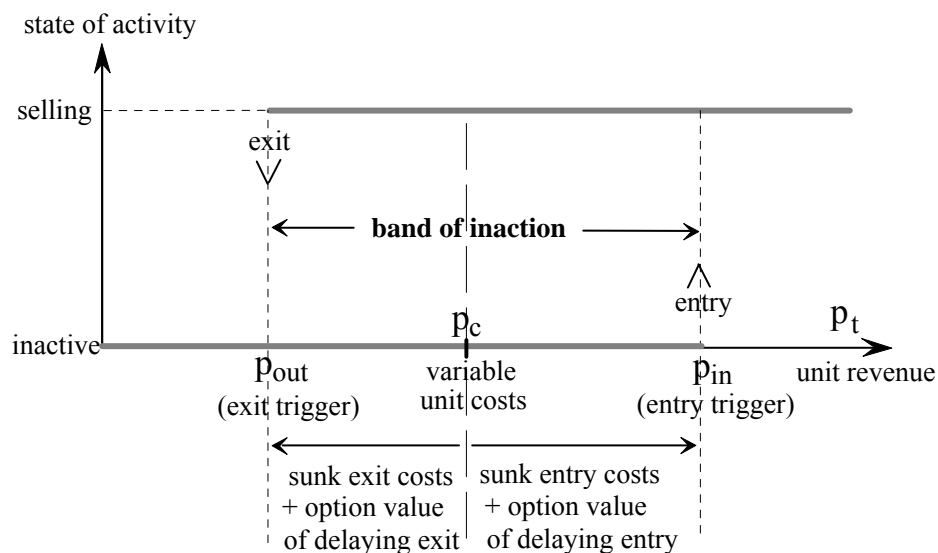 state of activity
selling
exit
band of inaction
entry
p_c
p_t
inactive
p_out
variable
p_in
unit revenue
(exit trigger)
unit costs
(entry trigger)
sunk exit costs
+ option value
of delaying exit
sunk entry costs
+ option value
of delaying entry